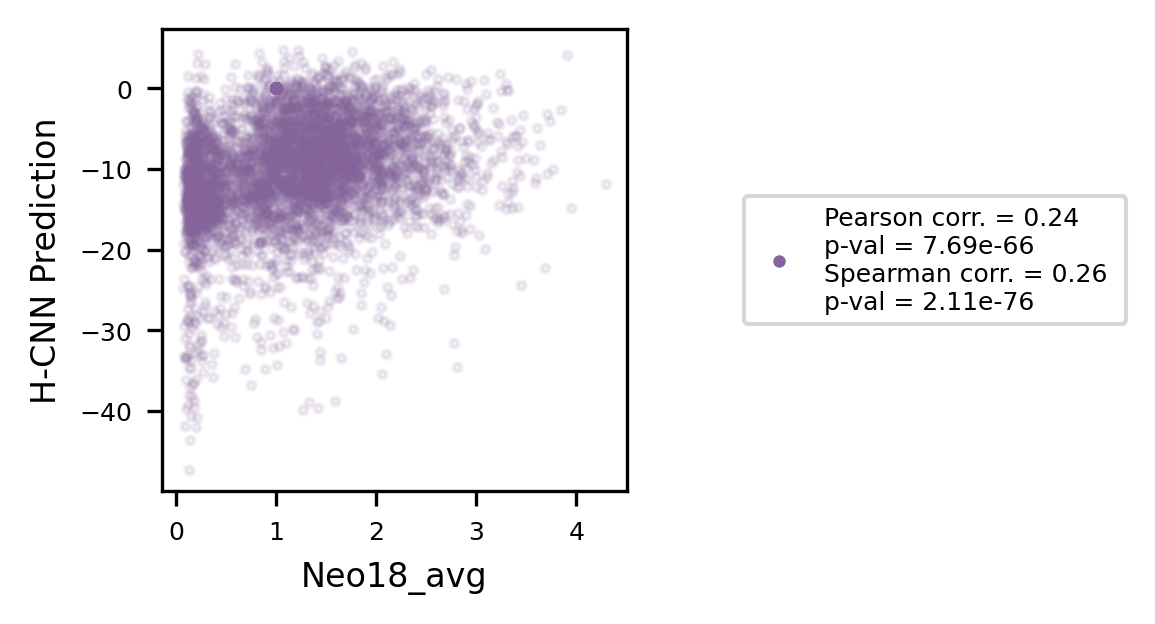 H-CNN Prediction
0
−10
−20
−30
−40
0 1 2 3 4
Neo18_avg
Pearson corr. = 0.24
p-val = 7.69e-66
Spearman corr. = 0.26
p-val = 2.11e-76